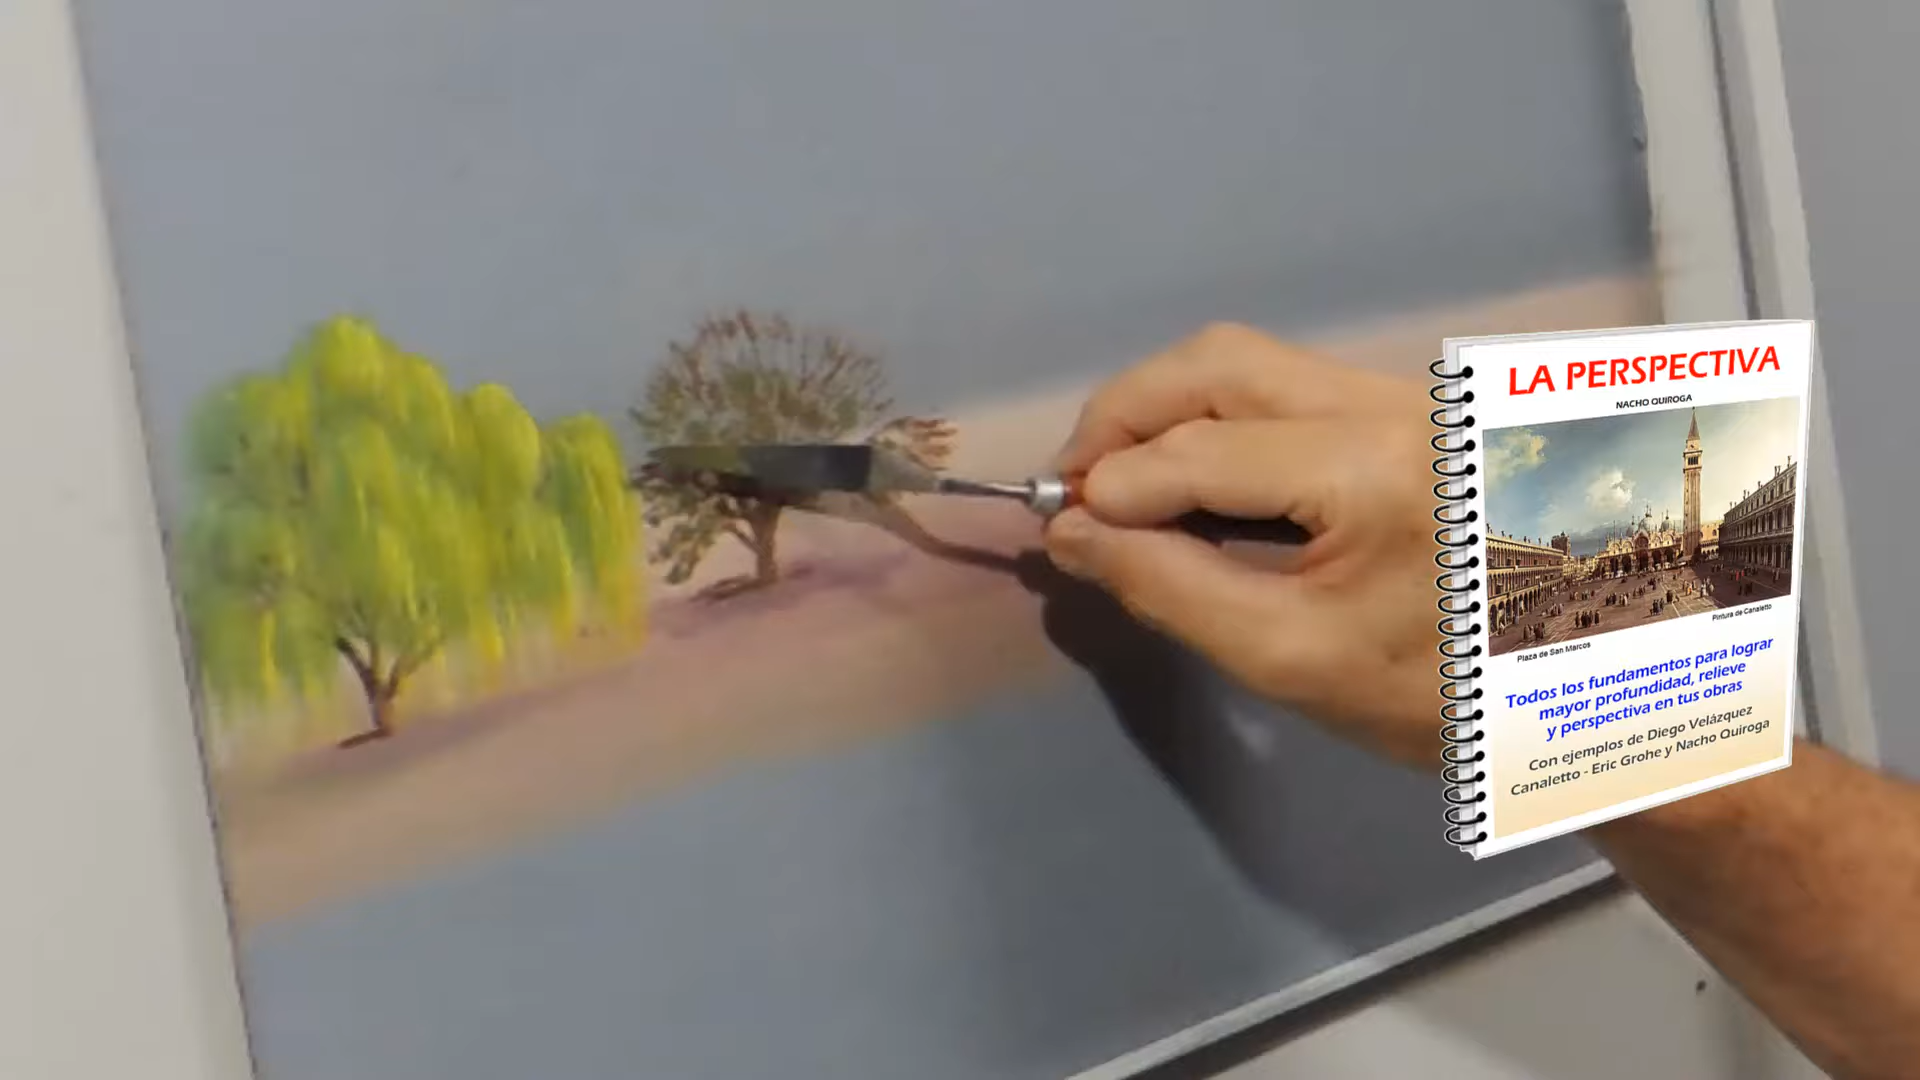 LA PERSPECTIVA
NACHO QUIROGA
Pintura de Canaletto
Plaza de San Marcos
Todos los fundamentos para lograr
mayor profundidad, relieve
y perspectiva en tus obras
Con ejemplos de Diego Velázquez
Canaletto - Eric Grohe y Nacho Quiroga